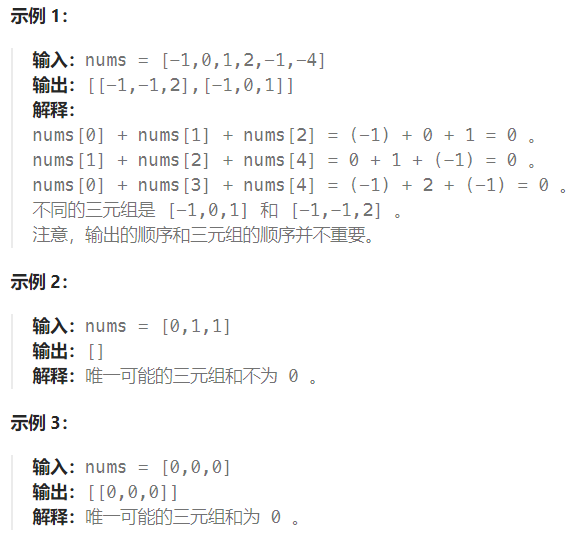 示例 1：
输入：nums = [-1,0,1,2,-1,-4]
输出：[[-1,-1,2],[-1,0,1]]
解释：
nums[0] + nums[1] + nums[2] = (-1) + 0 + 1 = 0 。
nums[1] + nums[2] + nums[4] = 0 + 1 + (-1) = 0 。
nums[0] + nums[3] + nums[4] = (-1) + 2 + (-1) = 0 。
不同的三元组是 [-1,0,1] 和 [-1,-1,2] 。
注意，输出的顺序和三元组的顺序并不重要。
示例 2：
输入：nums = [0,1,1]
输出：[]
解释：唯一可能的三元组和不为 0 。
示例 3：
输入：nums = [0,0,0]
输出：[[0,0,0]]
解释：唯一可能的三元组和为 0 。